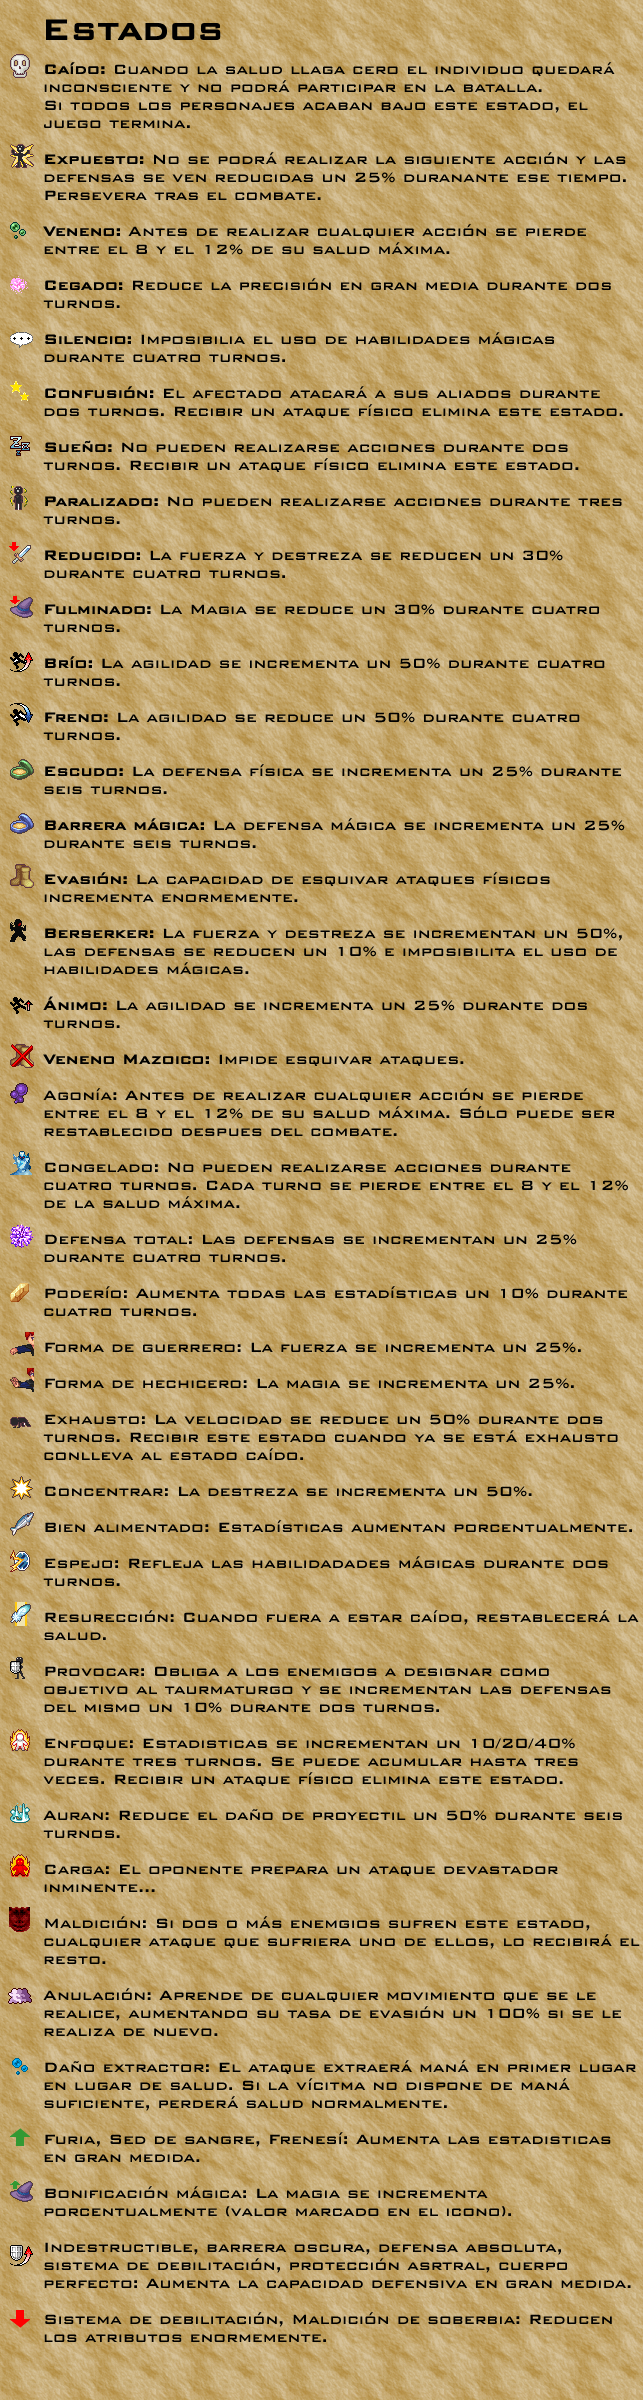 Estados
Caído: Cuando la salud llaga cero el individuo quedará
inconsciente y no podrá participar en la batalla.
Si todos los personajes acaban bajo este estado, el
juego termina.
Expuesto: No se podrá realizar la siguiente acción y las
defensas se ven reducidas un 25% duranante ese tiempo.
Persevera tras el combate.
Veneno: Antes de realizar cualquier acción se pierde
entre el 8 y el 12% de su salud máxima.
Cegado: Reduce la precisión en gran media durante dos
turnos.
Silencio: Imposibilia el uso de habilidades mágicas
durante cuatro turnos.
Confusión: El afectado atacará a sus aliados durante
dos turnos. Recibir un ataque físico elimina este estado.
Sueño: No pueden realizarse acciones durante dos
turnos. Recibir un ataque físico elimina este estado.
Paralizado: No pueden realizarse acciones durante tres
turnos.
Reducido: La fuerza y destreza se reducen un 30%
durante cuatro turnos.
Fulminado: La Magia se reduce un 30% durante cuatro
turnos.
Brío: La agilidad se incrementa un 50% durante cuatro
turnos.
Freno: La agilidad se reduce un 50% durante cuatro
turnos.
Escudo: La defensa física se incrementa un 25% durante
seis turnos.
Barrera mágica: La defensa mágica se incrementa un 25%
durante seis turnos.
Evasión: La capacidad de esquivar ataques físicos
incrementa enormemente.
Berserker: La fuerza y destreza se incrementan un 50%,
las defensas se reducen un 10% e imposibilita el uso de
habilidades mágicas.
Ánimo: La agilidad se incrementa un 25% durante dos
turnos.
Veneno Mazoico: Impide esquivar ataques.
Agonía: Antes de realizar cualquier acción se pierde
entre el 8 y el 12% de su salud máxima. Sólo puede ser
restablecido despues del combate.
Congelado: No pueden realizarse acciones durante
cuatro turnos. Cada turno se pierde entre el 8 y el 12%
de la salud máxima.
Defensa total: Las defensas se incrementan un 25%
durante cuatro turnos.
Poderío: Aumenta todas las estadísticas un 10% durante
cuatro turnos.
Forma de guerrero: La fuerza se incrementa un 25%.
Forma de hechicero: La magia se incrementa un 25%.
Exhausto: La velocidad se reduce un 50% durante dos
turnos. Recibir este estado cuando ya se está exhausto
conlleva al estado caído.
Concentrar: La destreza se incrementa un 50%.
Bien alimentado: Estadísticas aumentan porcentualmente.
Espejo: Refleja las habilidadades mágicas durante dos
turnos.
Resurección: Cuando fuera a estar caído, restablecerá la
salud.
Provocar: Obliga a los enemigos a designar como
objetivo al taurmaturgo y se incrementan las defensas
del mismo un 10% durante dos turnos.
Enfoque: Estadisticas se incrementan un 10/20/40%
durante tres turnos. Se puede acumular hasta tres
veces. Recibir un ataque físico elimina este estado.
Auran: Reduce el daño de proyectil un 50% durante seis
turnos.
Carga: El oponente prepara un ataque devastador
inminente...
Maldición: Si dos o más enemgios sufren este estado,
cualquier ataque que sufriera uno de ellos, lo recibirá el
resto.
Anulación: Aprende de cualquier movimiento que se le
realice, aumentando su tasa de evasión un 100% si se le
realiza de nuevo.
Daño extractor: El ataque extraerá maná en primer lugar
en lugar de salud. Si la vícitma no dispone de maná
suficiente, perderá salud normalmente.
Furia, Sed de sangre, Frenesí: Aumenta las estadisticas
en gran medida.
Bonificación mágica: La magia se incrementa
porcentualmente (valor marcado en el icono).
Indestructible, barrera oscura, defensa absoluta,
sistema de debilitación, protección asrtral, cuerpo
perfecto: Aumenta la capacidad defensiva en gran medida.
Sistema de debilitación, Maldición de soberbia: Reducen
los atributos enormemente.